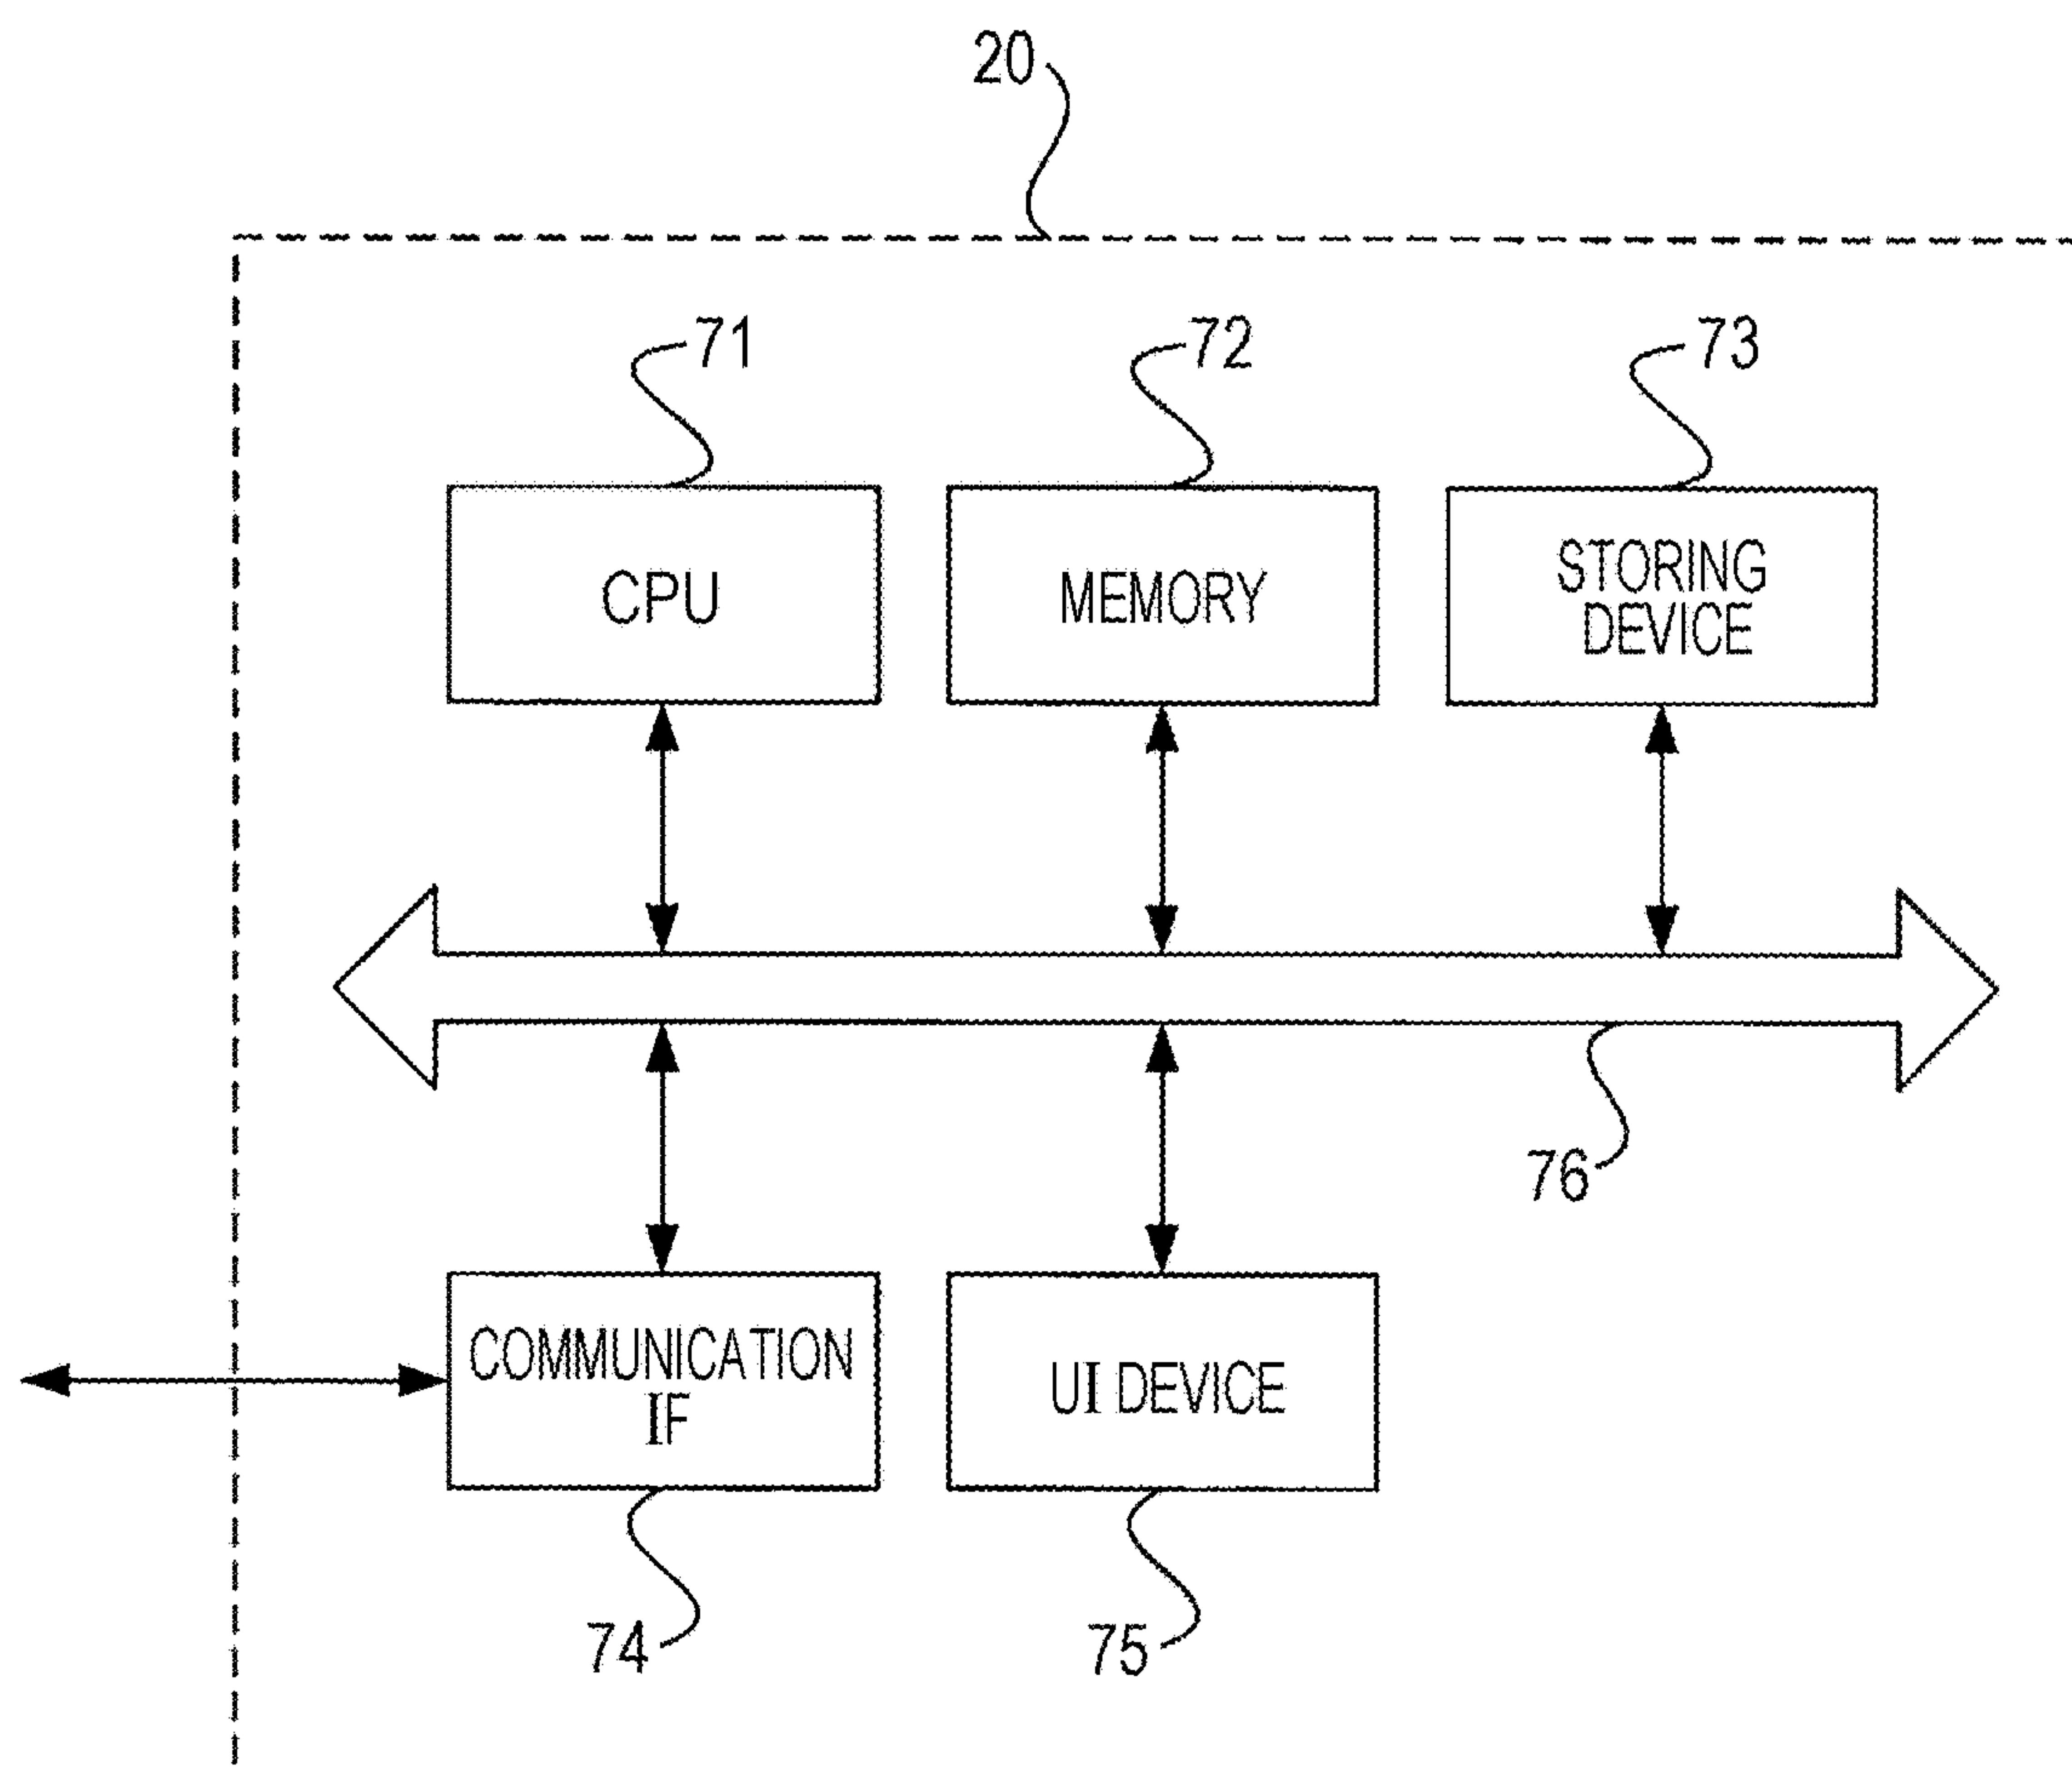 20
71
72
73
CPU
MEMORY
STORING
DEVICE
76
COMMUNICATION
IF
UI DEVICE
74
75